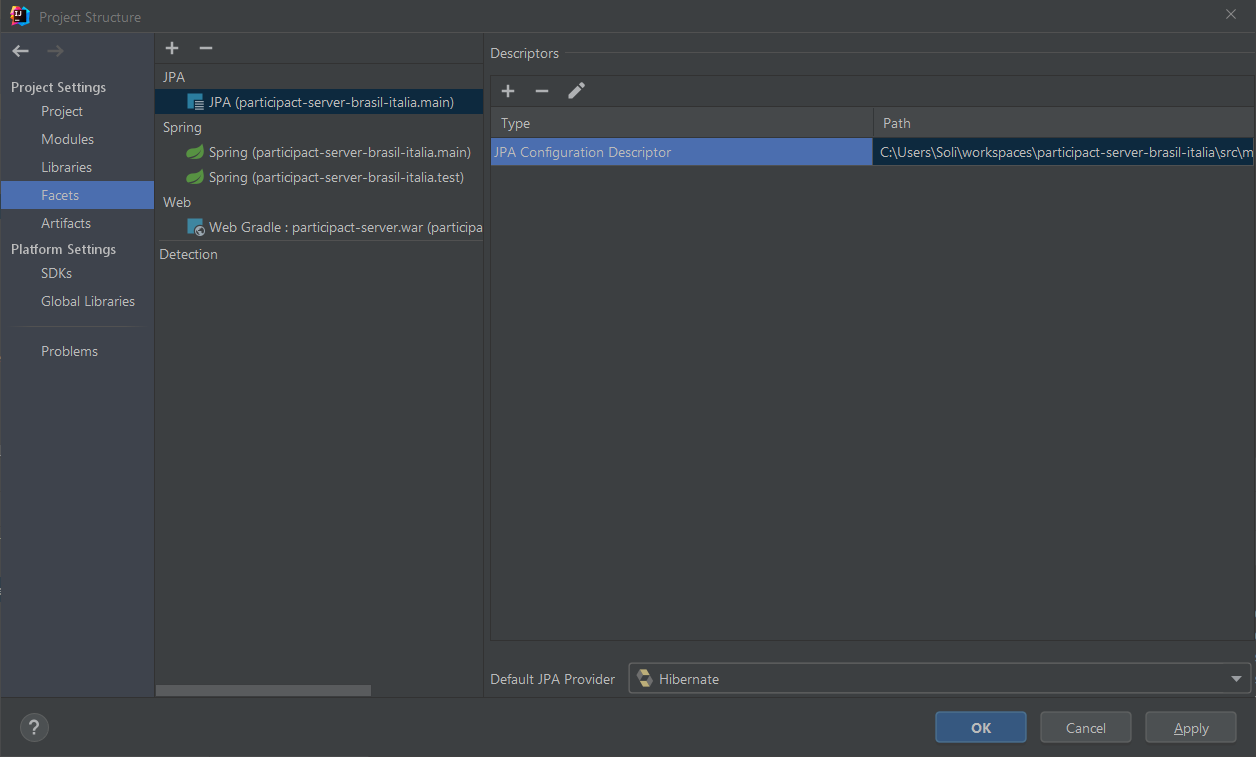 Project Structure
Project Settings
Project
Modules
Libraries
Facets
Artifacts
Platform Settings
SDKs
Global Libraries
Problems
JPA
JPA (participact-server-brasil-italia.main)
Spring
Spring (participact-server-brasil-italia.main)
Spring (participact-server-brasil-italia.test)
Web
Web Gradle : participact-server.war (participa
Detection
Descriptors
Type Path
JPA Configuration Descriptor C:\Users\Soli\workspaces\participact-server-brasil-italia\src\m
Default JPA Provider Hibernate
? OK Cancel Apply